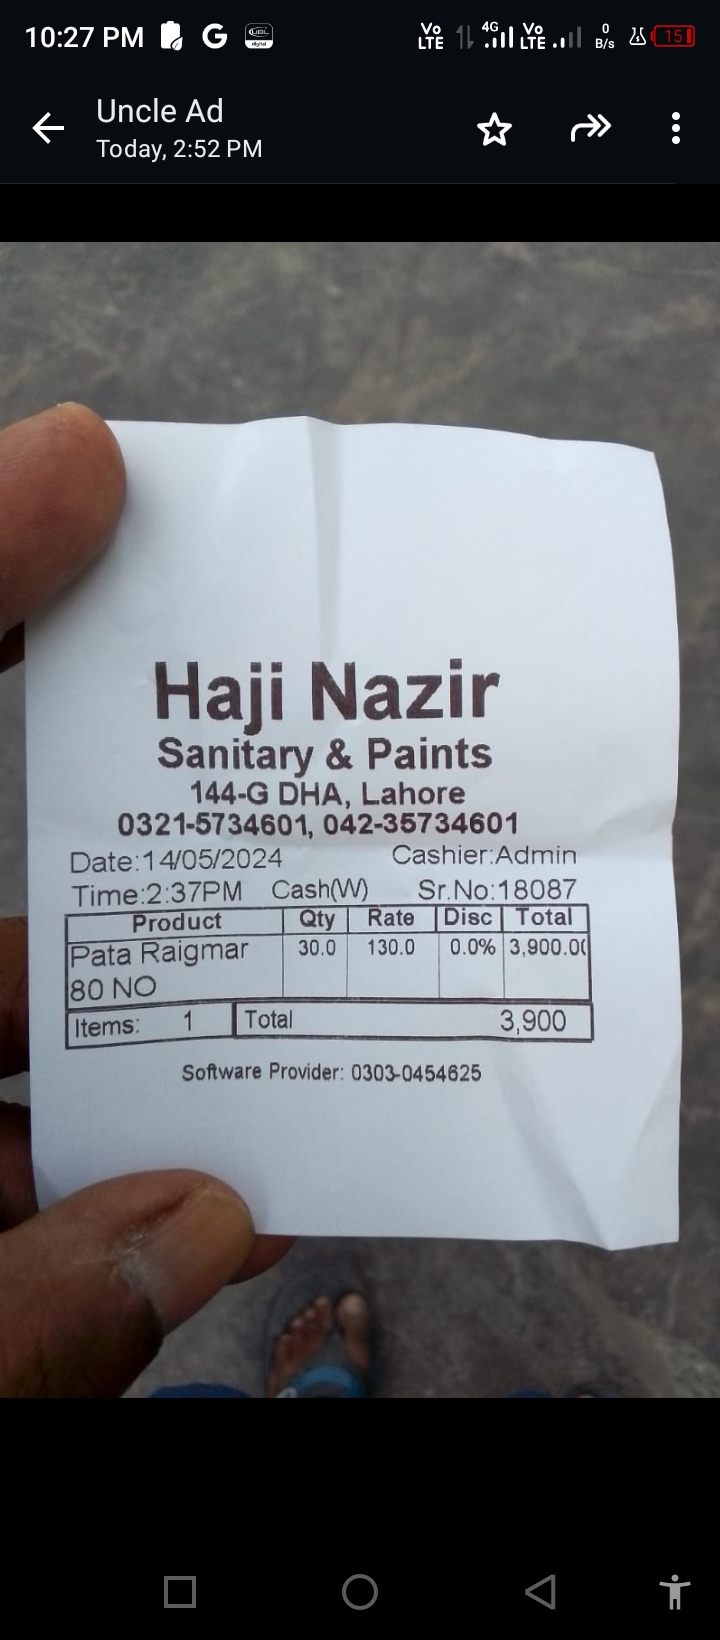 10:27 PM G UBL digital Vo LTE 4G Vo LTE 0 B/s 15
Uncle Ad
Today, 2:52 PM
Haji Nazir
Sanitary & Paints
144-G DHA, Lahore
0321-5734601, 042-35734601
Date:14/05/2024 Cashier:Admin
Time:2:37PM Cash(W) Sr.No:18087
Product Qty Rate Disc Total
Pata Raigmar 30.0 130.0 0.0% 3,900.00
80 NO
Items: 1 Total 3,900
Software Provider: 0303-0454625